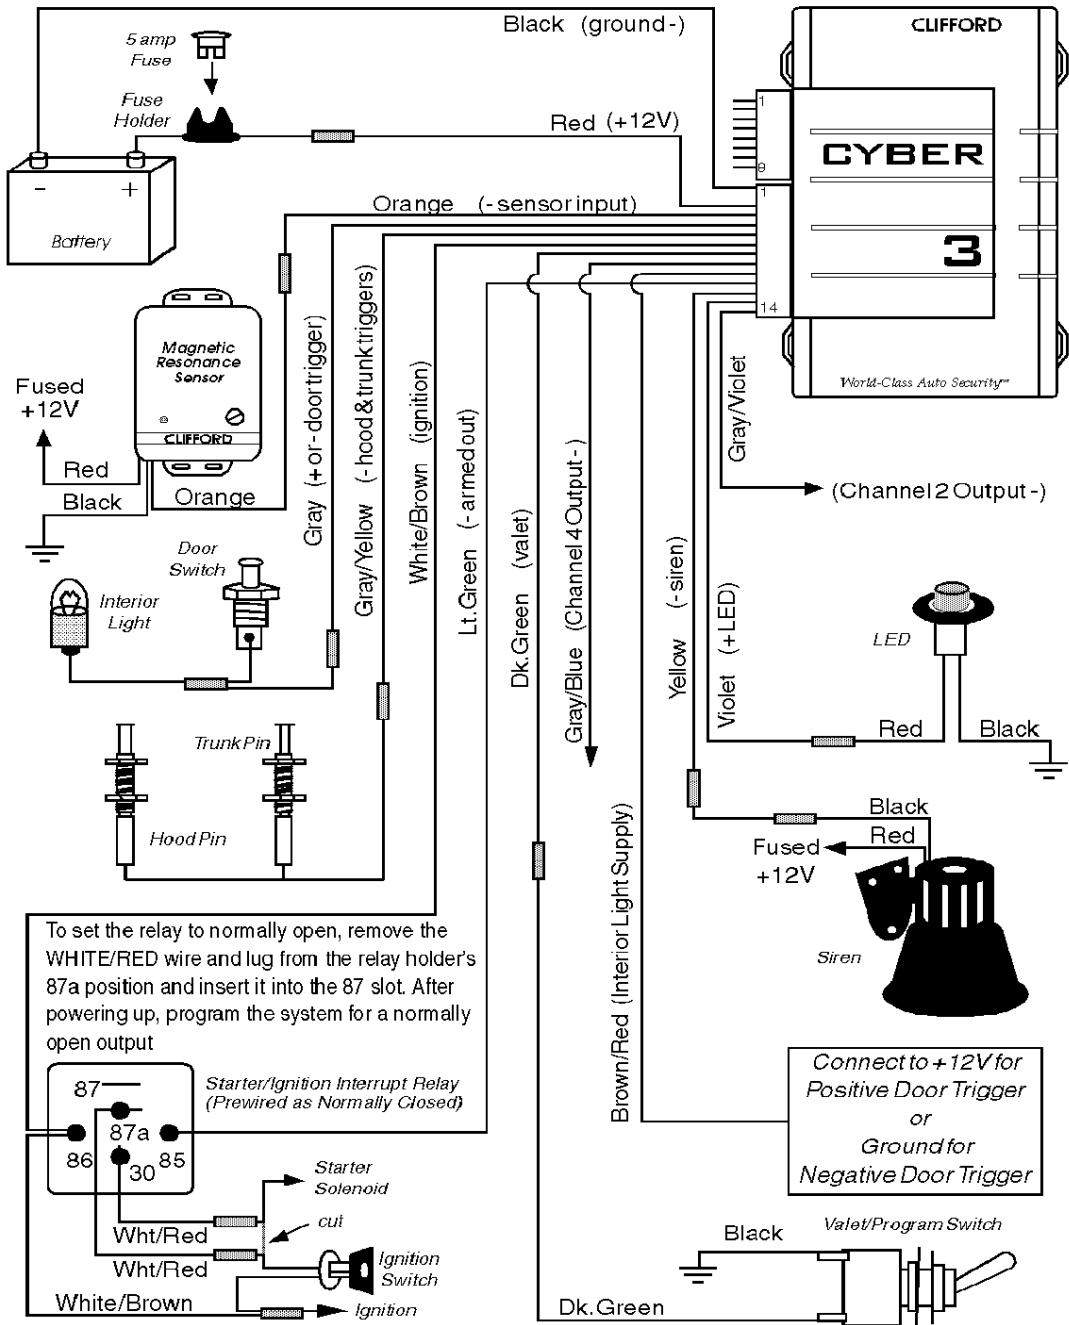 Black (ground-)
CLIFFORD
5 amp
Fuse
Fuse
Holder
Red (+12V)
1
8
CYBER
3
1
14
World-Class Auto Security™
-
+
Battery
Orange (-sensor input)
Magnetic
Resonance
Sensor
CLIFFORD
Fused
+12V
Red
Black
Orange
Gray (+or-door trigger)
Gray/Yellow (-hood&trunk triggers)
White/Brown (ignition)
Lt.Green (-armed out)
Dk.Green (valet)
Gray/Blue (Channel 4 Output-)
Brown/Red (Interior Light Supply)
Yellow (-siren)
Violet (+LED)
Gray/Violet
(Channel 2 Output-)
Door
Switch
Interior
Light
LED
Red
Black
Trunk Pin
Hood Pin
Black
Red
Fused
+12V
Siren
To set the relay to normally open, remove the
WHITE/RED wire and lug from the relay holder's
87a position and insert it into the 87 slot. After
powering up, program the system for a normally
open output
Starter/Ignition Interrupt Relay
(Prewired as Normally Closed)
87
87a
86
30
85
Connect to +12V for
Positive Door Trigger
or
Ground for
Negative Door Trigger
Starter
Solenoid
cut
Wht/Red
Wht/Red
Ignition
Switch
White/Brown
Ignition
Valet/Program Switch
Black
Dk.Green